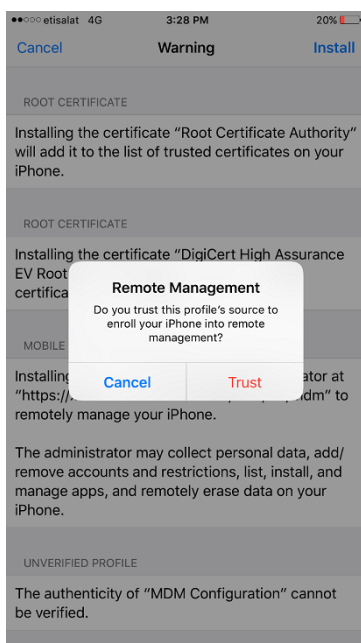 etisalat 4G 3:28 PM 20%
Cancel Warning Install
ROOT CERTIFICATE
Installing the certificate “Root Certificate Authority”
will add it to the list of trusted certificates on your
iPhone.
ROOT CERTIFICATE
Installing the certificate “DigiCert High Assurance
EV Root
certifica
Remote Management
Do you trust this profile's source to
enroll your iPhone into remote
management?
Cancel Trust
MOBILE
Installing ator at
“https:/ dm” to
remotely manage your iPhone.
The administrator may collect personal data, add/
remove accounts and restrictions, list, install, and
manage apps, and remotely erase data on your
iPhone.
UNVERIFIED PROFILE
The authenticity of “MDM Configuration” cannot
be verified.